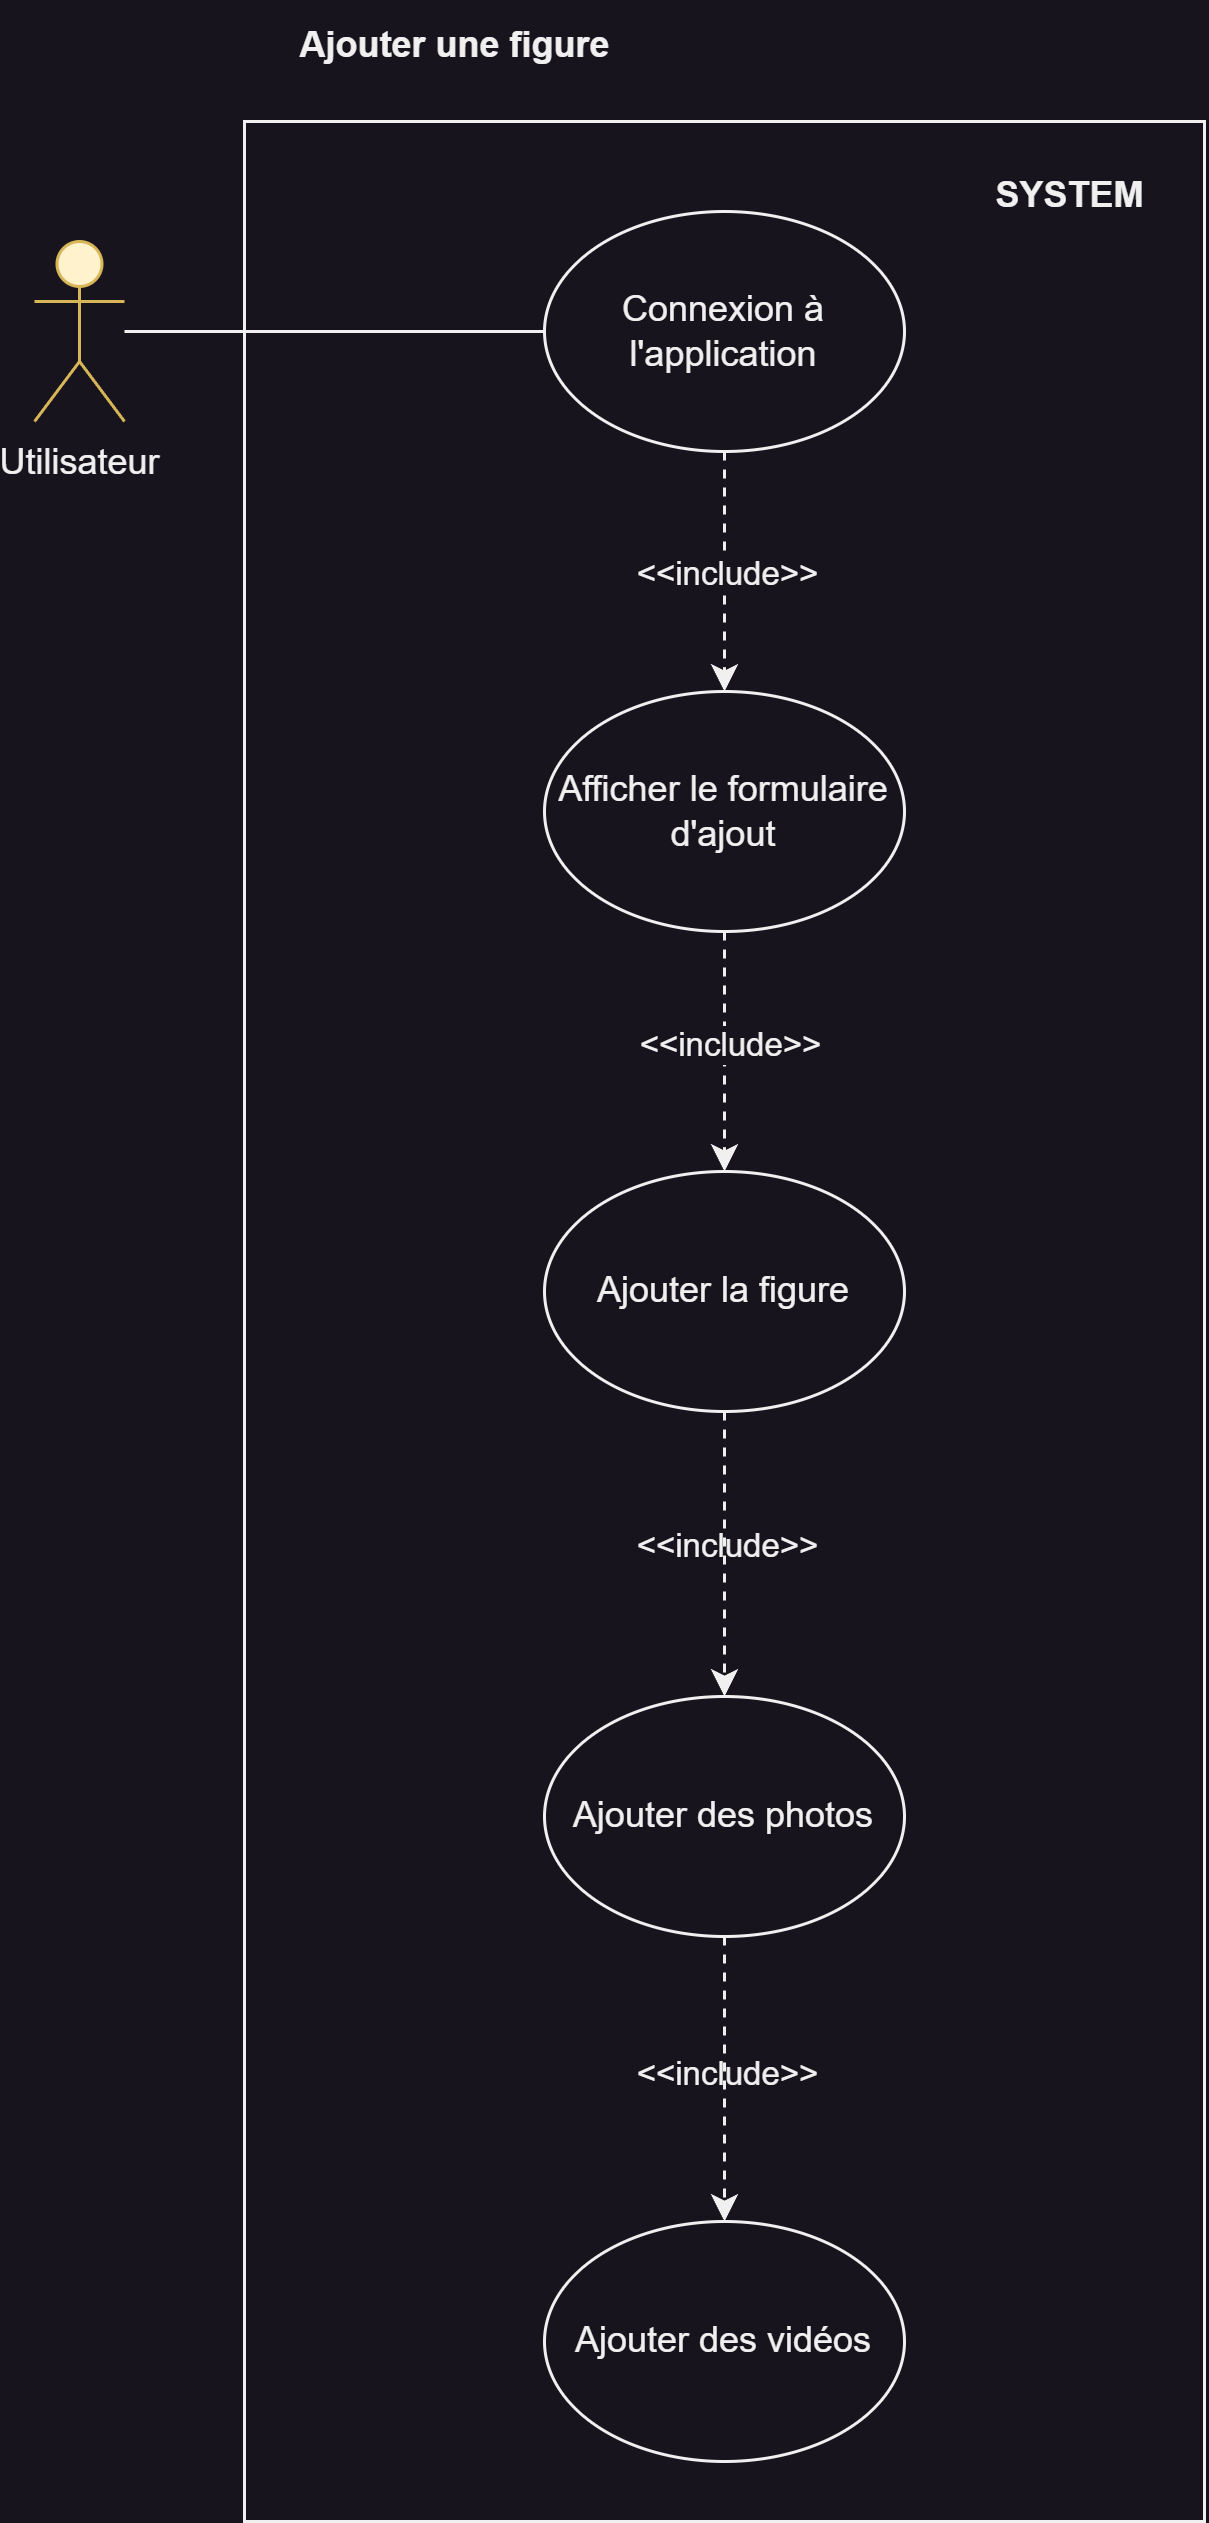 Ajouter une figure
SYSTEM
Connexion à
l'application
Utilisateur
<<include>>
Afficher le formulaire
d'ajout
<<include>>
Ajouter la figure
<<include>>
Ajouter des photos
<<include>>
Ajouter des vidéos